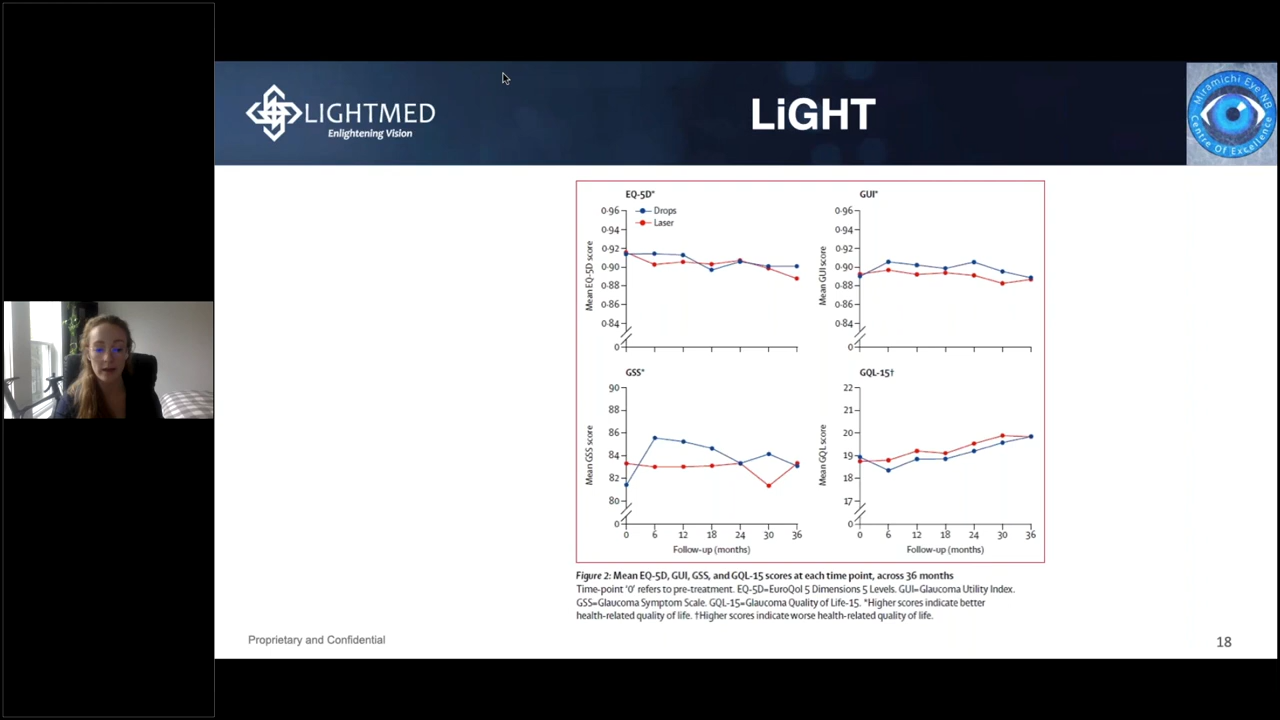 LIGHTMED
Enlightening Vision
LiGHT
Miramichi Eye NB
Centre Of Excellence
EQ-5D*
Drops
Laser
0·96
0·94
0·92
0·90
0·88
0·86
0·84
0
Mean EQ-5D score
GUI*
0·96
0·94
0·92
0·90
0·88
0·86
0·84
0
Mean GUI score
GSS*
90
88
86
84
82
80
0
Mean GSS score
0 6 12 18 24 30 36
Follow-up (months)
GQL-15†
22
21
20
19
18
17
0
Mean GQL score
0 6 12 18 24 30 36
Follow-up (months)
Figure 2: Mean EQ-5D, GUI, GSS, and GQL-15 scores at each time point, across 36 months
Time-point '0' refers to pre-treatment. EQ-5D=EuroQol 5 Dimensions 5 Levels. GUI=Glaucoma Utility Index.
GSS=Glaucoma Symptom Scale. GQL-15=Glaucoma Quality of Life-15. *Higher scores indicate better
health-related quality of life. †Higher scores indicate worse health-related quality of life.
Proprietary and Confidential
18